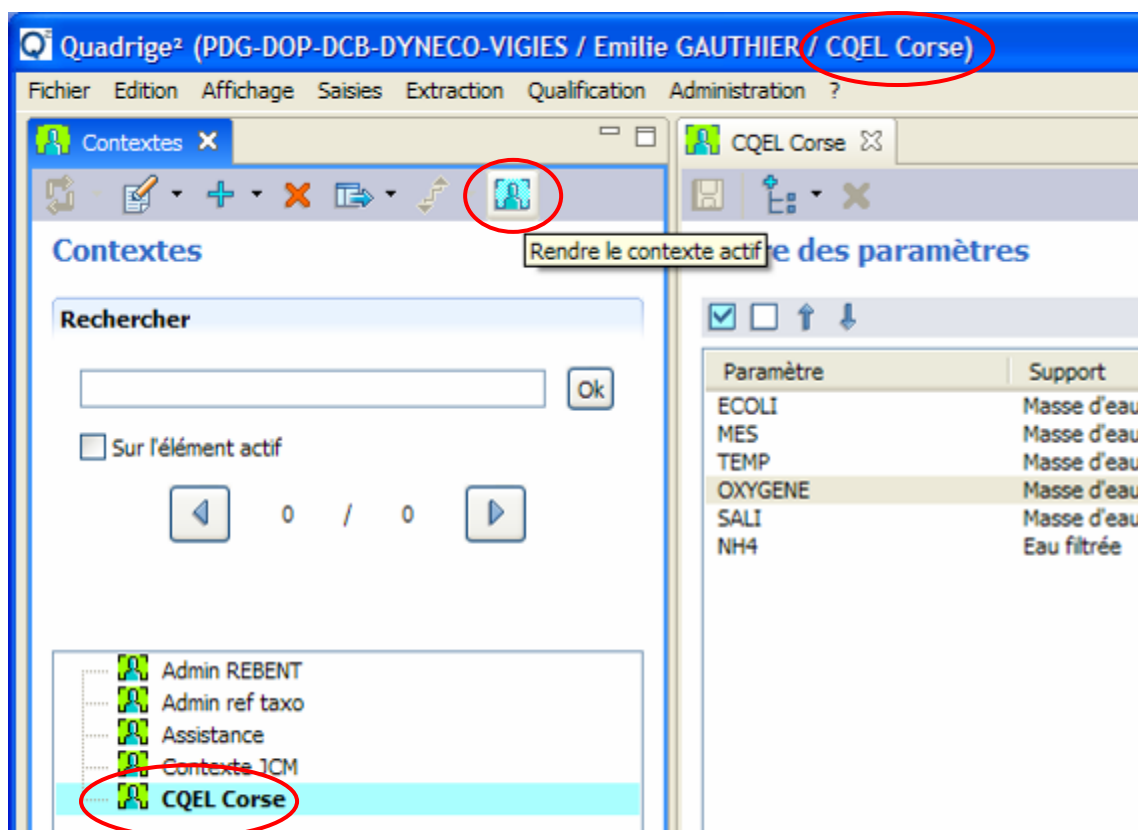 Quadrige² (PDG-DOP-DCB-DYNECO-VIGIES / Emilie GAUTHIER / CQEL Corse)
Fichier Edition Affichage Saisies Extraction Qualification Administration ?
Contextes
CQEL Corse
Contextes
Rendre le contexte actif
e des paramètres
Rechercher
Ok
Sur l'élément actif
0 / 0
Paramètre Support
ECOLI Masse d'eau
MES Masse d'eau
TEMP Masse d'eau
OXYGENE Masse d'eau
SALI Masse d'eau
NH4 Eau filtrée
Admin REBENT
Admin ref taxo
Assistance
Contexte JCM
CQEL Corse